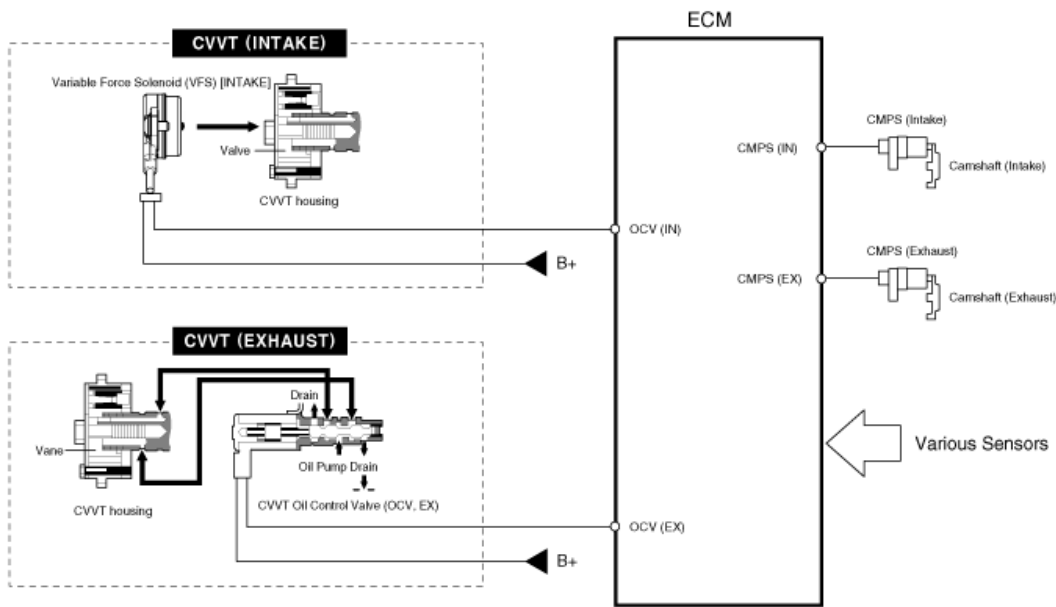 ECM
CVVT (INTAKE)
Variable Force Solenoid (VFS) [INTAKE]
Valve
CVVT housing
B+
OCV (IN)
CMPS (IN)
CMPS (Intake)
Camshaft (Intake)
CMPS (EX)
CMPS (Exhaust)
Camshaft (Exhaust)
CVVT (EXHAUST)
Drain
Vane
Oil Pump Drain
CVVT housing
CVVT Oil Control Valve (OCV, EX)
B+
OCV (EX)
Various Sensors